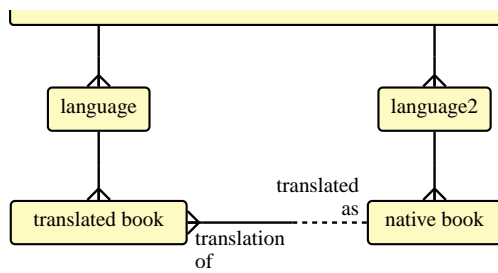 language
language2
translated
as
translated book
native book
translation
of